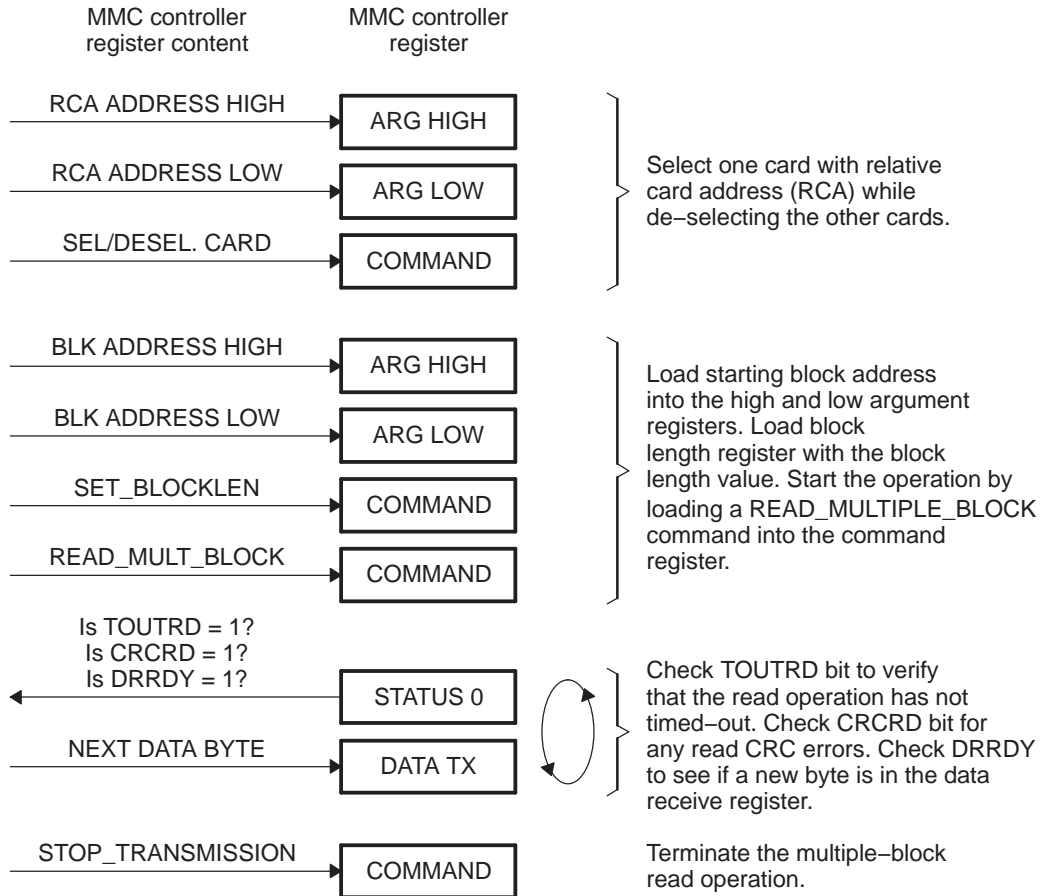 MMC controller
register content
MMC controller
register
RCA ADDRESS HIGH
ARG HIGH
RCA ADDRESS LOW
ARG LOW
SEL/DESEL. CARD
COMMAND
Select one card with relative
card address (RCA) while
de−selecting the other cards.
BLK ADDRESS HIGH
ARG HIGH
BLK ADDRESS LOW
ARG LOW
SET_BLOCKLEN
COMMAND
READ_MULT_BLOCK
COMMAND
Load starting block address
into the high and low argument
registers. Load block
length register with the block
length value. Start the operation by
loading a READ_MULTIPLE_BLOCK
command into the command
register.
Is TOUTRD = 1?
Is CRCRD = 1?
Is DRRDY = 1?
STATUS 0
NEXT DATA BYTE
DATA TX
Check TOUTRD bit to verify
that the read operation has not
timed−out. Check CRCRD bit for
any read CRC errors. Check DRRDY
to see if a new byte is in the data
receive register.
STOP_TRANSMISSION
COMMAND
Terminate the multiple−block
read operation.